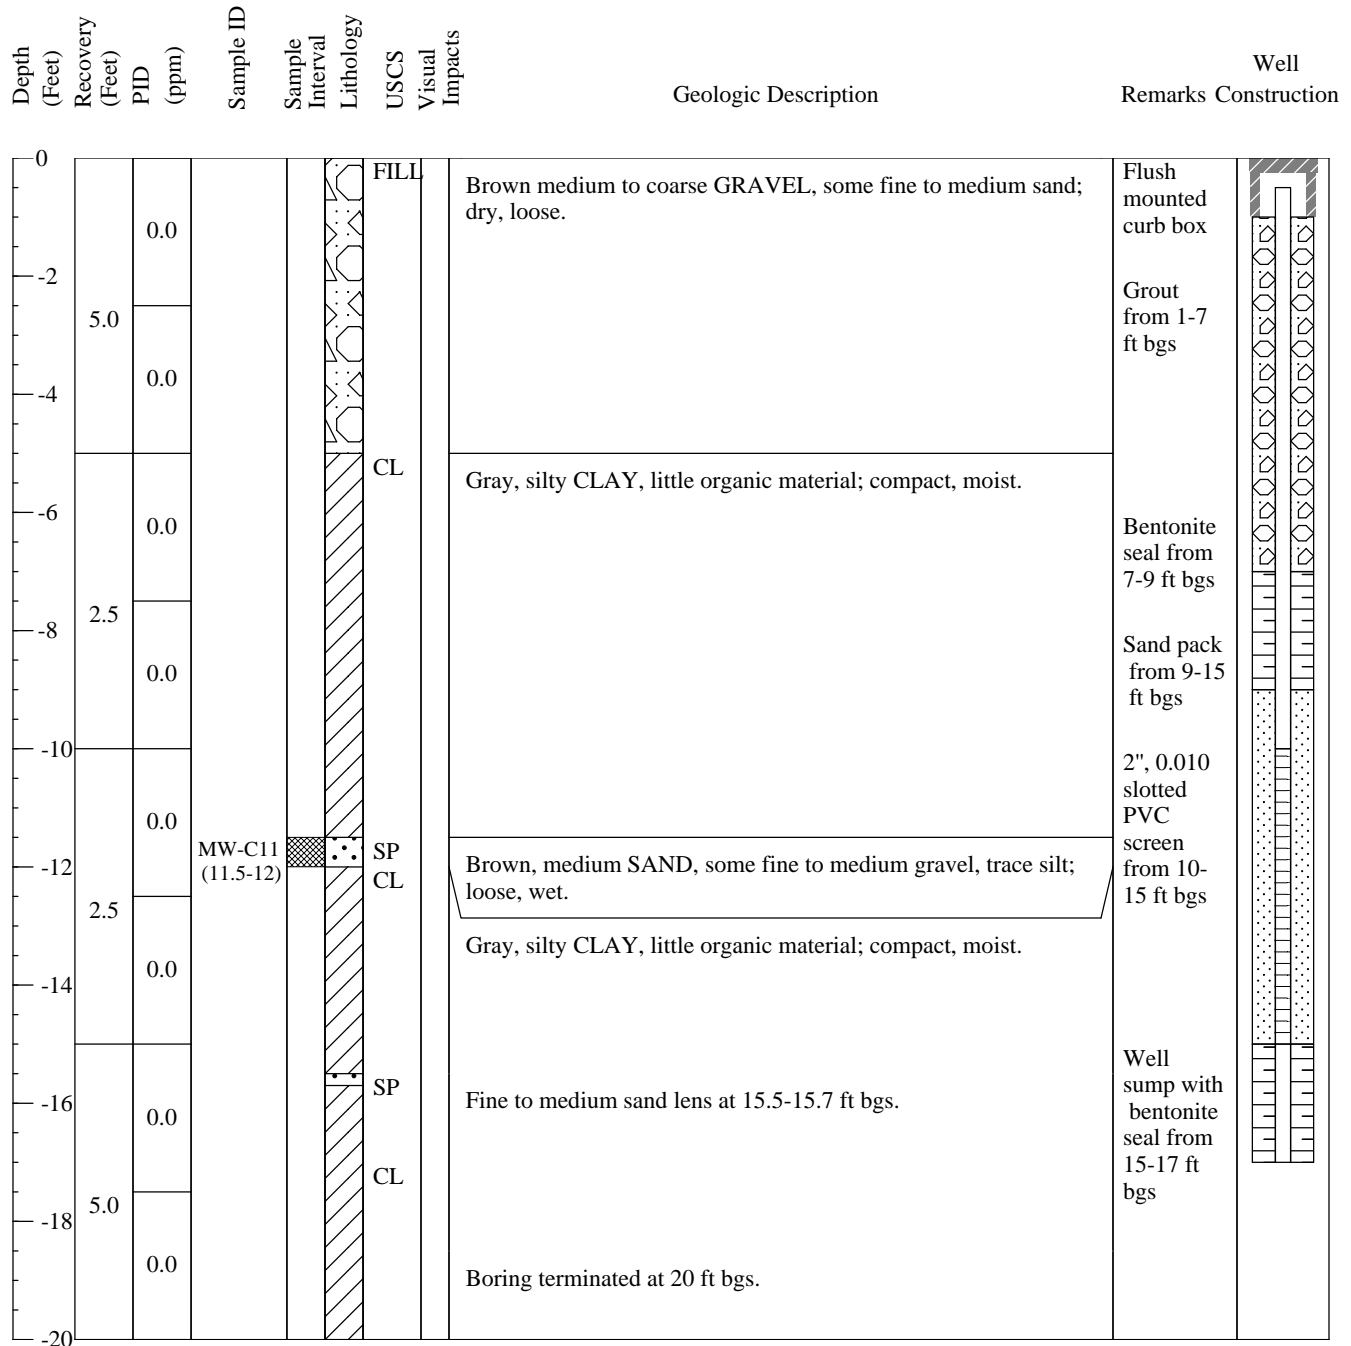 Depth
(Feet)
Recovery
(Feet)
PID
(ppm)
Sample ID
Sample
Interval
Lithology
USCS
Visual
Impacts
Geologic Description
Remarks
Well
Construction
0
-2
-4
-6
-8
-10
-12
-14
-16
-18
-20
5.0
2.5
2.5
5.0
0.0
0.0
0.0
0.0
0.0
0.0
0.0
0.0
MW-C11
(11.5-12)
FILL
CL
SP
CL
SP
CL
Brown medium to coarse GRAVEL, some fine to medium sand;
dry, loose.
Gray, silty CLAY, little organic material; compact, moist.
Brown, medium SAND, some fine to medium gravel, trace silt;
loose, wet.
Gray, silty CLAY, little organic material; compact, moist.
Fine to medium sand lens at 15.5-15.7 ft bgs.
Boring terminated at 20 ft bgs.
Flush
mounted
curb box
Grout
from 1-7
ft bgs
Bentonite
seal from
7-9 ft bgs
Sand pack
from 9-15
ft bgs
2", 0.010
slotted
PVC
screen
from 10-
15 ft bgs
Well
sump with
bentonite
seal from
15-17 ft
bgs